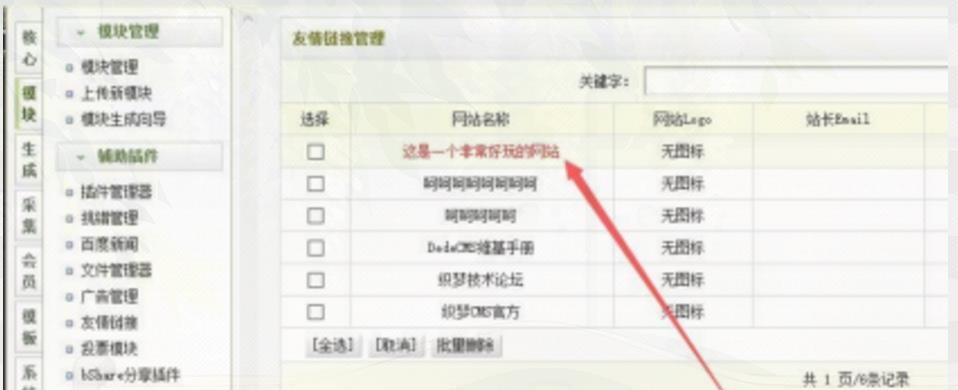 核心
模块
生成
采集
会员
模板
系
模块管理
模块管理
上传新模块
模块生成向导
辅助插件
插件管理器
挑错管理
百度新闻
文件管理器
广告管理
友情链接
投票模块
bShare分享插件
友情链接管理
关键字:
选择 网站名称 网站Logo 站长Email
这是一个非常好玩的网站 无图标
呵呵呵呵呵呵呵 无图标
呵呵呵呵呵 无图标
DedeCMS维基手册 无图标
织梦技术论坛 无图标
织梦CMS官方 无图标
[全选] [取消] 批量删除
共 1 页/6条记录